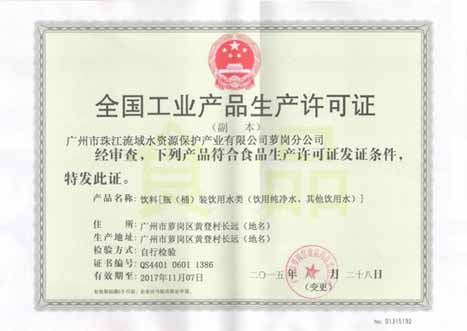 全国工业产品生产许可证
（副 本）
广州市珠江流域水资源保护产业有限公司萝岗分公司
经审查，下列产品符合食品生产许可证发证条件，
特发此证。
食品
产品名称： 饮料[瓶（桶）装饮用水类（饮用纯净水，其他饮用水）]
住 所： 广州市萝岗区黄登村长远（地名）
生产地址： 广州市萝岗区黄登村长远（地名）
检验方式： 自行检验
证书编号： QS4401 0601 1386
有效期至： 2017年11月07日
二〇一五年 月 二十八日
（变更）
No. 01315192